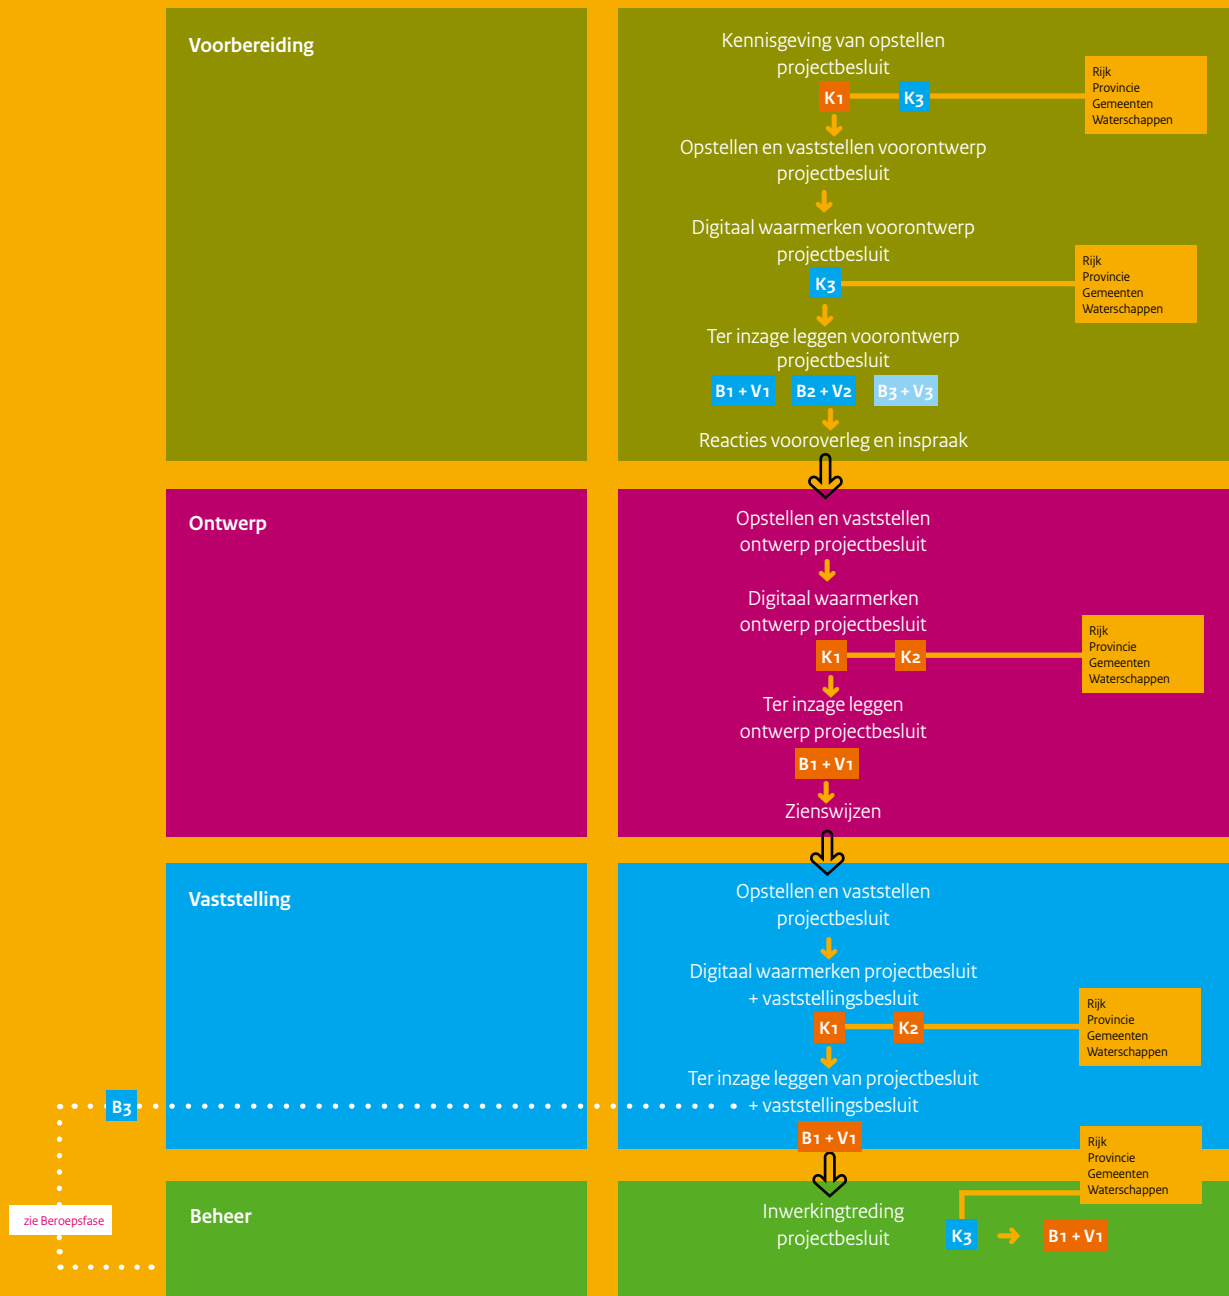 Voorbereiding
Kennisgeving van opstellen
projectbesluit
K1
K3
Rijk
Provincie
Gemeenten
Waterschappen
Opstellen en vaststellen voorontwerp
projectbesluit
Digitaal waarmerken voorontwerp
projectbesluit
K3
Rijk
Provincie
Gemeenten
Waterschappen
Ter inzage leggen voorontwerp
projectbesluit
B1 + V1
B2 + V2
B3 + V3
Reacties vooroverleg en inspraak
Ontwerp
Opstellen en vaststellen
ontwerp projectbesluit
Digitaal waarmerken
ontwerp projectbesluit
K1
K2
Rijk
Provincie
Gemeenten
Waterschappen
Ter inzage leggen
ontwerp projectbesluit
B1 + V1
Zienswijzen
Vaststelling
Opstellen en vaststellen
projectbesluit
Digitaal waarmerken projectbesluit
+ vaststellingsbesluit
K1
K2
Rijk
Provincie
Gemeenten
Waterschappen
Ter inzage leggen van projectbesluit
+ vaststellingsbesluit
B3
B1 + V1
Rijk
Provincie
Gemeenten
Waterschappen
zie Beroepsfase
Beheer
Inwerkingtreding
projectbesluit
K3
B1 + V1